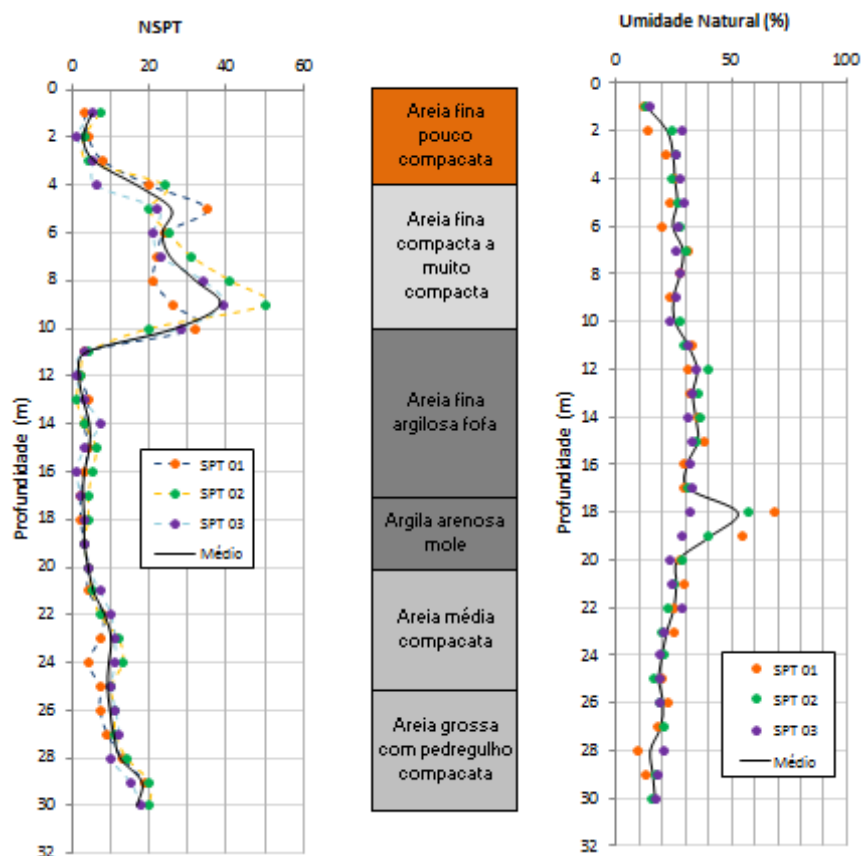 NSPT
0
20
40
60
0
2
4
6
8
10
12
14
16
18
20
22
24
26
28
30
32
Profundidade (m)
SPT 01
SPT 02
SPT 03
Médio
Areia fina
pouco
compacata
Areia fina
compacta a
muito
compacta
Areia fina
argilosa fofa
Argila arenosa
mole
Areia média
compacata
Areia grossa
com pedregulho
compacata
Umidade Natural (%)
0
50
100
0
2
4
6
8
10
12
14
16
18
20
22
24
26
28
30
32
Profundidade (m)
SPT 01
SPT 02
SPT 03
Médio